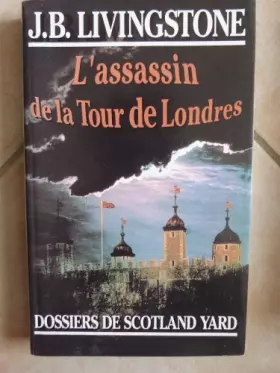 J.B. LIVINGSTONE
L'assassin
de la Tour de Londres
DOSSIERS DE SCOTLAND YARD